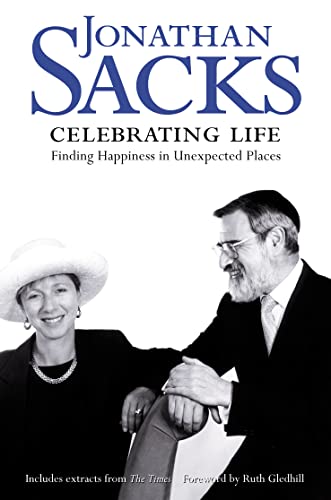 JONATHAN
SACKS
CELEBRATING LIFE
Finding Happiness in Unexpected Places
Includes extracts from The Times Foreword by Ruth Gledhill